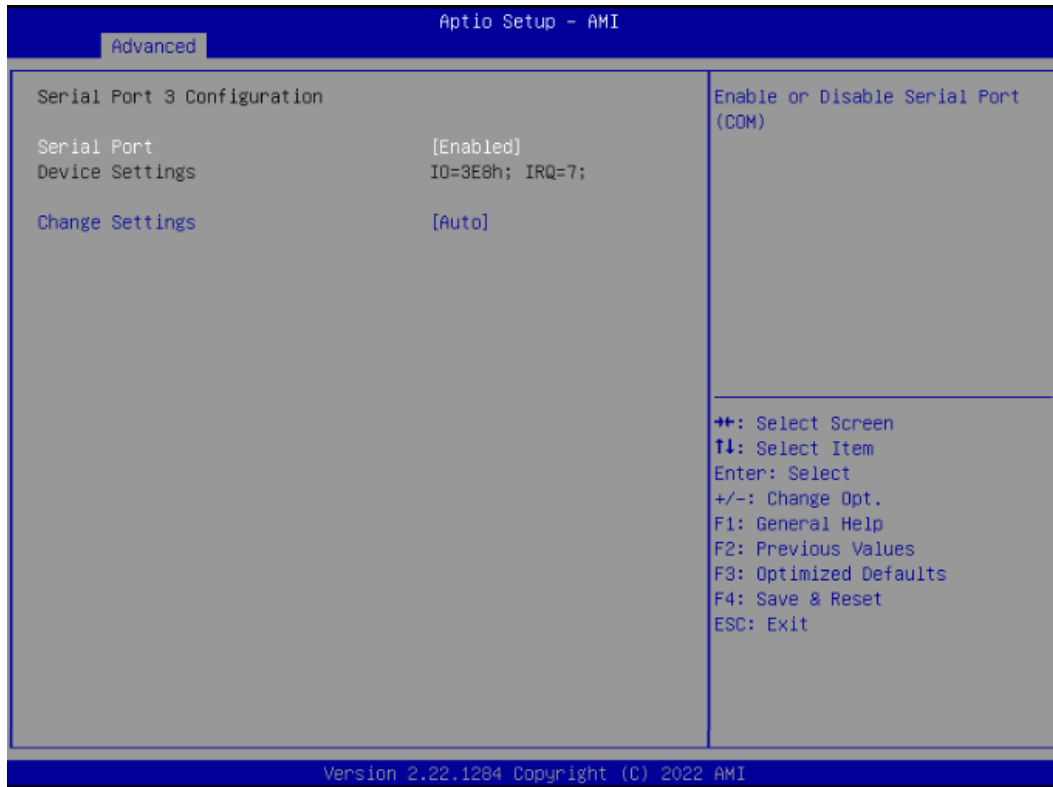 Aptio Setup - AMI
Advanced
Serial Port 3 Configuration
Serial Port [Enabled]
Device Settings IO=3E8h; IRQ=7;
Change Settings [Auto]
Enable or Disable Serial Port
(COM)
→←: Select Screen
↑↓: Select Item
Enter: Select
+/-: Change Opt.
F1: General Help
F2: Previous Values
F3: Optimized Defaults
F4: Save & Reset
ESC: Exit
Version 2.22.1284 Copyright (C) 2022 AMI